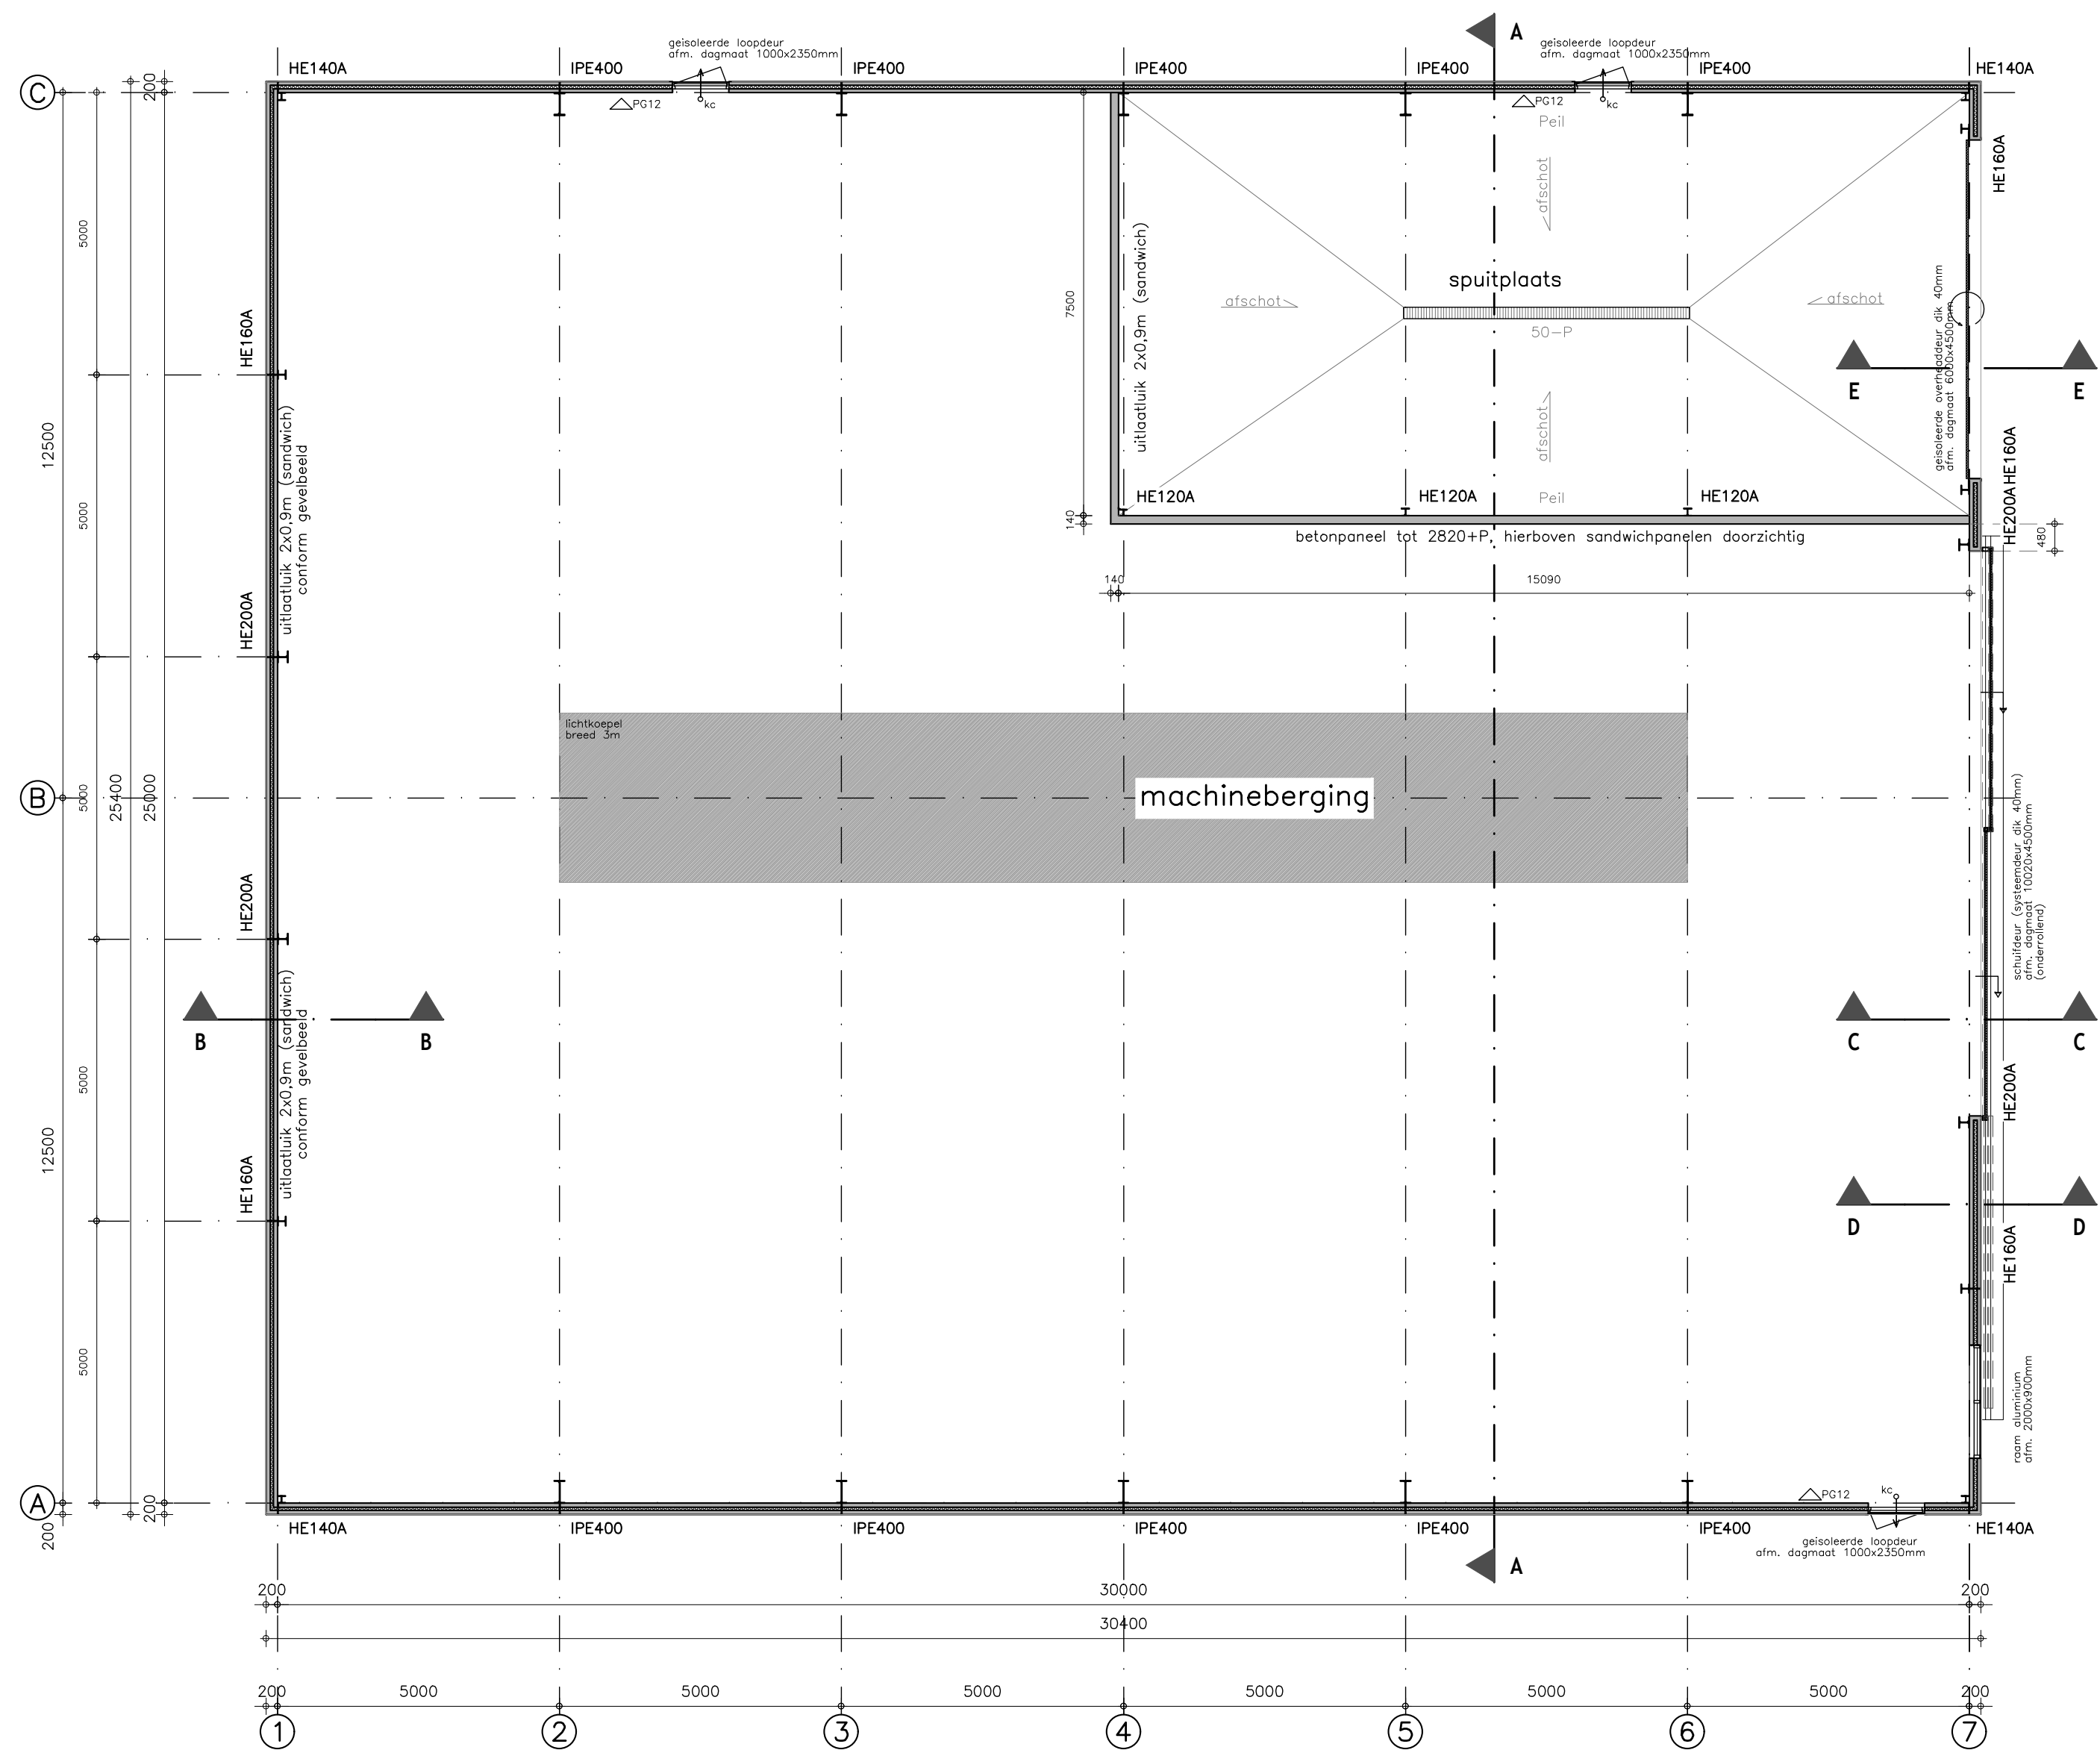 A
geisoleerde loopdeur
afm. dagmaat 1000x2350mm
geisoleerde loopdeur
afm. dagmaat 1000x2350mm
HE140A
IPE400
IPE400
IPE400
IPE400
IPE400
HE140A
C
200
PG12
kc
PG12
kc
Peil
HE160A
afschot
5000
7500
uitlaatluik 2x0,9m (sandwich)
spuitplaats
afschot
afschot
50-P
geisoleerde overheaddeur dik 40mm
afm. dagmaat 6000x4500mm
HE160A
E
E
12500
uitlaatluik 2x0,9m (sandwich)
conform gevelbeeld
afschot
HE160A
HE120A
HE120A
HE120A
Peil
5000
140
HE200A
480
betonpaneel tot 2820+P, hierboven sandwichpanelen doorzichtig
140
15090
HE200A
lichtkoepel
breed 3m
B
5000
25400
25000
machineberging
schuifdeur (systeemdeur dik 40mm)
afm. dagmaat 10020x4500mm
(onderrollend)
HE200A
B
B
C
C
uitlaatluik 2x0,9m (sandwich)
conform gevelbeeld
5000
HE200A
12500
HE160A
D
D
HE160A
5000
raam aluminium
afm. 2000x900mm
A
200
200
PG12
kc
HE140A
IPE400
IPE400
IPE400
IPE400
IPE400
HE140A
geisoleerde loopdeur
afm. dagmaat 1000x2350mm
A
200
30000
200
30400
200
5000
5000
5000
5000
5000
5000
200
1
2
3
4
5
6
7